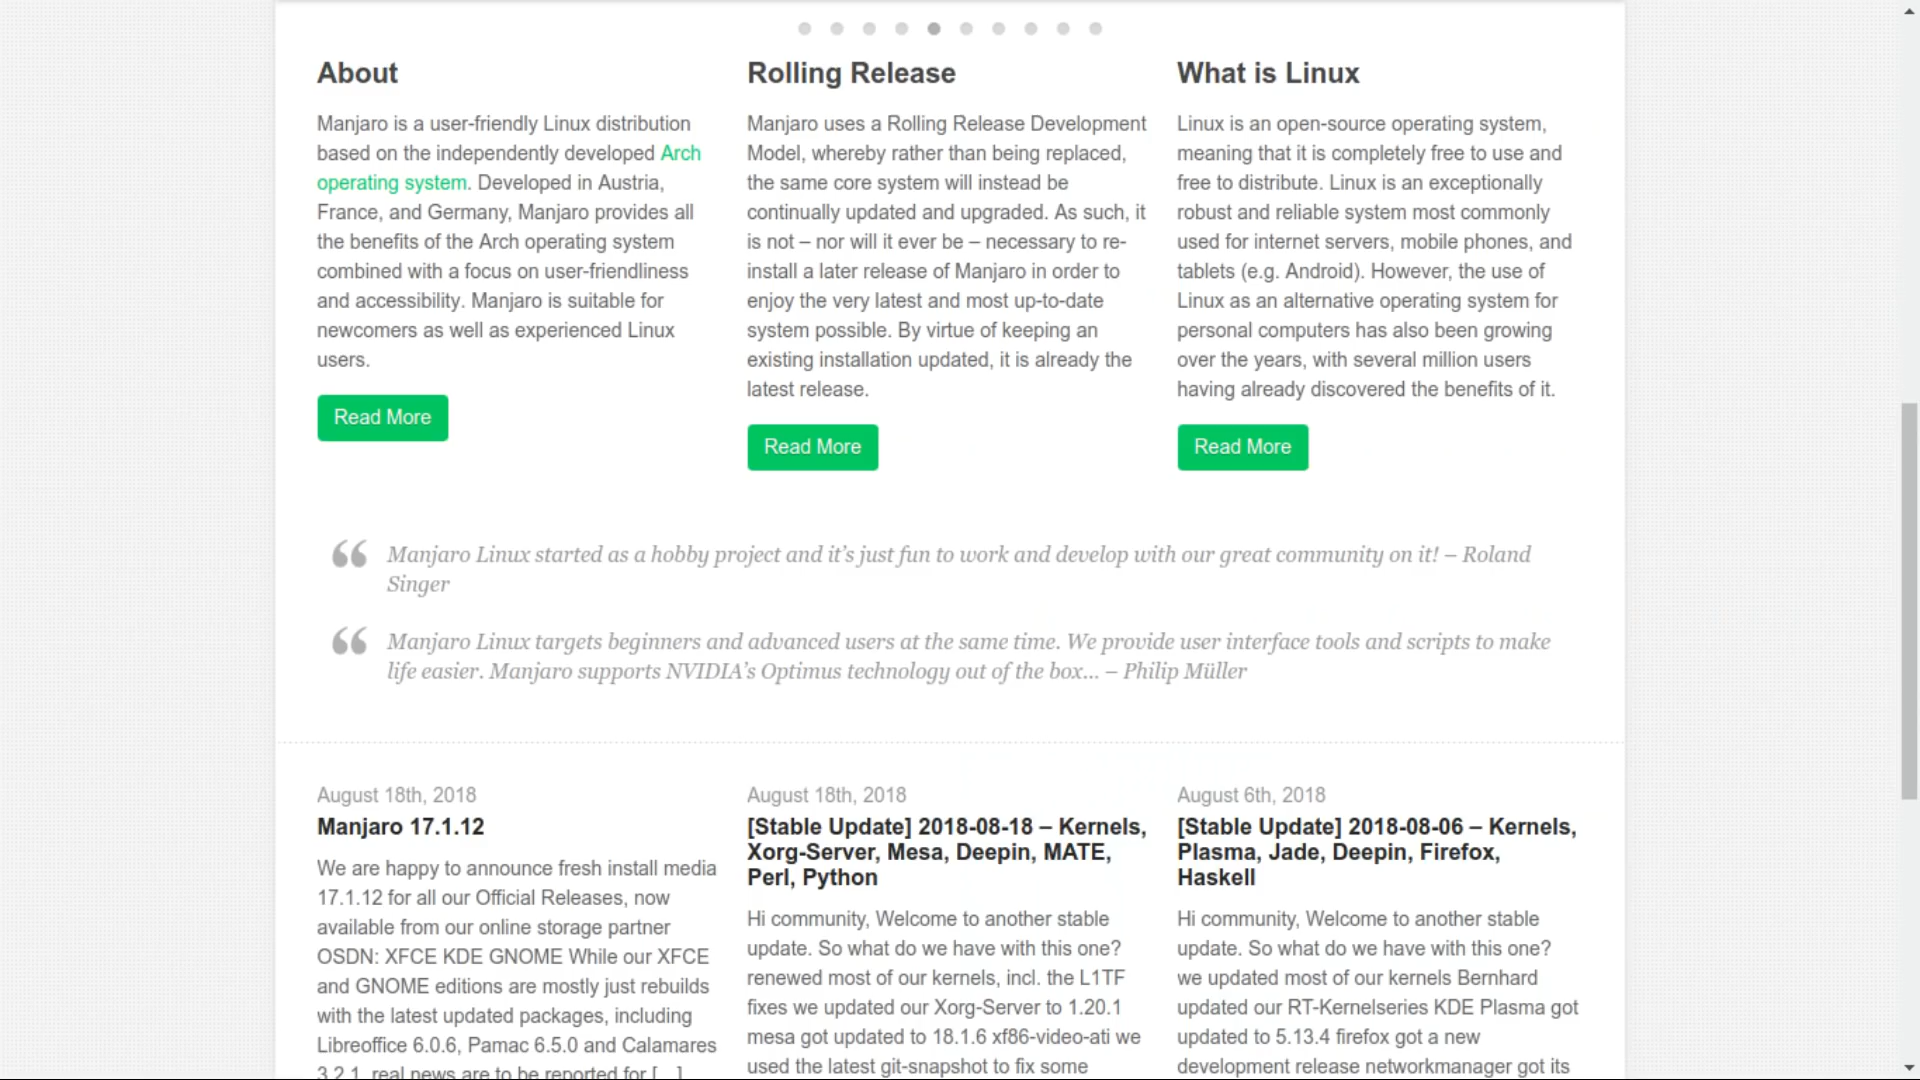 About
Manjaro is a user-friendly Linux distribution
based on the independently developed Arch
operating system. Developed in Austria,
France, and Germany, Manjaro provides all
the benefits of the Arch operating system
combined with a focus on user-friendliness
and accessibility. Manjaro is suitable for
newcomers as well as experienced Linux
users.
Read More
Rolling Release
Manjaro uses a Rolling Release Development
Model, whereby rather than being replaced,
the same core system will instead be
continually updated and upgraded. As such, it
is not – nor will it ever be – necessary to re-
install a later release of Manjaro in order to
enjoy the very latest and most up-to-date
system possible. By virtue of keeping an
existing installation updated, it is already the
latest release.
Read More
What is Linux
Linux is an open-source operating system,
meaning that it is completely free to use and
free to distribute. Linux is an exceptionally
robust and reliable system most commonly
used for internet servers, mobile phones, and
tablets (e.g. Android). However, the use of
Linux as an alternative operating system for
personal computers has also been growing
over the years, with several million users
having already discovered the benefits of it.
Read More
“ Manjaro Linux started as a hobby project and it’s just fun to work and develop with our great community on it! – Roland
Singer
“ Manjaro Linux targets beginners and advanced users at the same time. We provide user interface tools and scripts to make
life easier. Manjaro supports NVIDIA’s Optimus technology out of the box... – Philip Müller
August 18th, 2018
Manjaro 17.1.12
We are happy to announce fresh install media
17.1.12 for all our Official Releases, now
available from our online storage partner
OSDN: XFCE KDE GNOME While our XFCE
and GNOME editions are mostly just rebuilds
with the latest updated packages, including
Libreoffice 6.0.6, Pamac 6.5.0 and Calamares
3.2.1, real news are to be reported for [...]
August 18th, 2018
[Stable Update] 2018-08-18 – Kernels,
Xorg-Server, Mesa, Deepin, MATE,
Perl, Python
Hi community, Welcome to another stable
update. So what do we have with this one?
renewed most of our kernels, incl. the L1TF
fixes we updated our Xorg-Server to 1.20.1
mesa got updated to 18.1.6 xf86-video-ati we
used the latest git-snapshot to fix some
August 6th, 2018
[Stable Update] 2018-08-06 – Kernels,
Plasma, Jade, Deepin, Firefox,
Haskell
Hi community, Welcome to another stable
update. So what do we have with this one?
we updated most of our kernels Bernhard
updated our RT-Kernelseries KDE Plasma got
updated to 5.13.4 firefox got a new
development release networkmanager got its